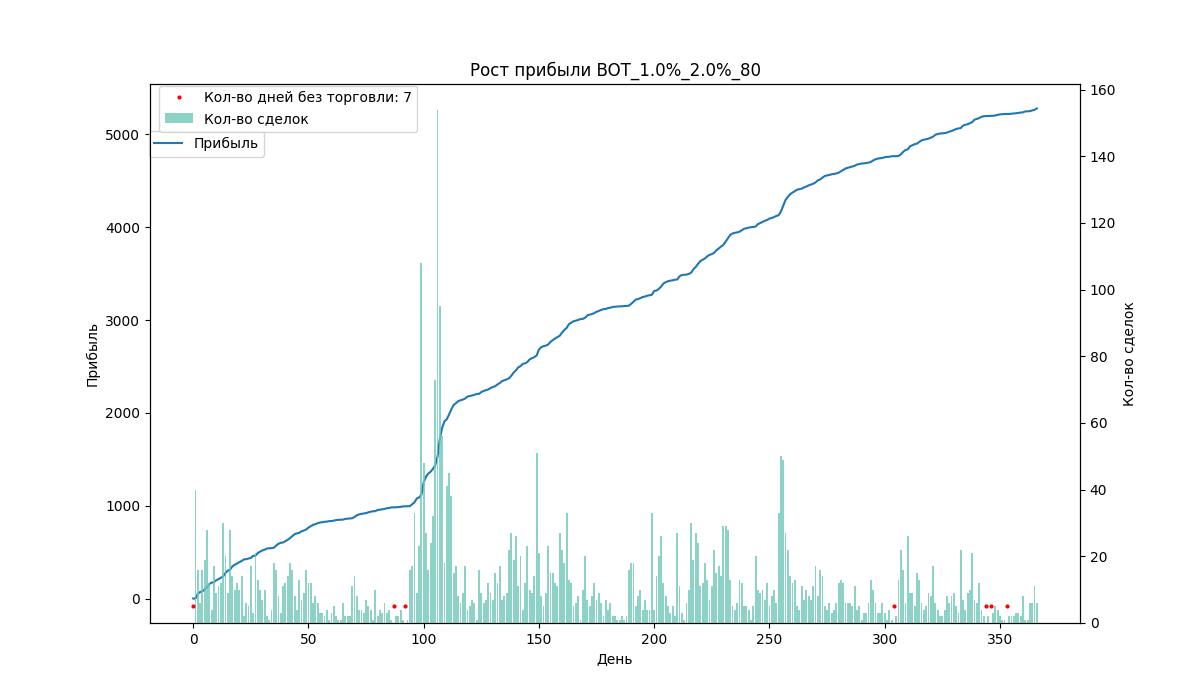 Рост прибыли BOT_1.0%_2.0%_80
Кол-во дней без торговли: 7
Кол-во сделок
Прибыль
5000
4000
3000
2000
1000
0
Прибыль
160
140
120
100
80
60
40
20
0
Кол-во сделок
0 50 100 150 200 250 300 350
День